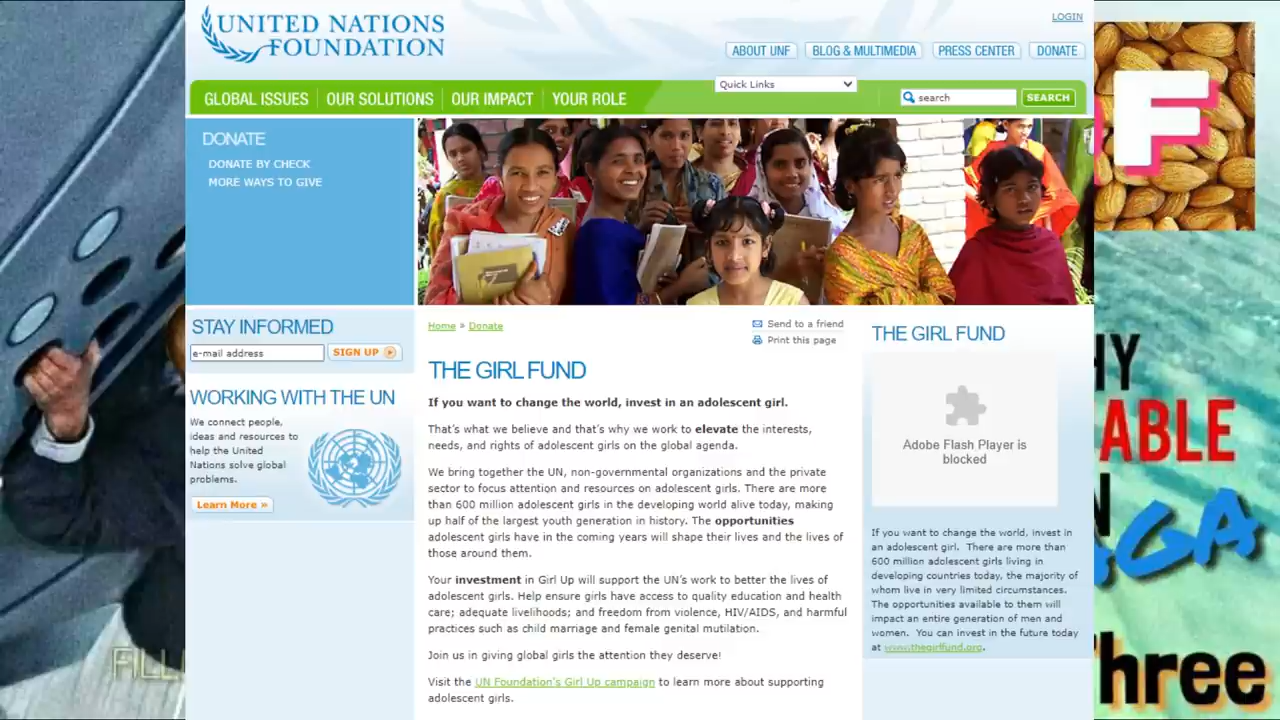 UNITED NATIONS
FOUNDATION
LOGIN
ABOUT UNF
BLOG & MULTIMEDIA
PRESS CENTER
DONATE
Quick Links
GLOBAL ISSUES
OUR SOLUTIONS
OUR IMPACT
YOUR ROLE
search
SEARCH
DONATE
DONATE BY CHECK
MORE WAYS TO GIVE
F
STAY INFORMED
e-mail address
SIGN UP
WORKING WITH THE UN
We connect people,
ideas and resources to
help the United
Nations solve global
problems.
Learn More »
Home » Donate
Send to a friend
Print this page
THE GIRL FUND
If you want to change the world, invest in an adolescent girl.
That's what we believe and that's why we work to elevate the interests,
needs, and rights of adolescent girls on the global agenda.
We bring together the UN, non-governmental organizations and the private
sector to focus attention and resources on adolescent girls. There are more
than 600 million adolescent girls in the developing world alive today, making
up half of the largest youth generation in history. The opportunities
adolescent girls have in the coming years will shape their lives and the lives of
those around them.
Your investment in Girl Up will support the UN's work to better the lives of
adolescent girls. Help ensure girls have access to quality education and health
care; adequate livelihoods; and freedom from violence, HIV/AIDS, and harmful
practices such as child marriage and female genital mutilation.
Join us in giving global girls the attention they deserve!
Visit the UN Foundation's Girl Up campaign to learn more about supporting
adolescent girls.
THE GIRL FUND
Adobe Flash Player is
blocked
If you want to change the world, invest in
an adolescent girl. There are more than
600 million adolescent girls living in
developing countries today, the majority of
whom live in very limited circumstances.
The opportunities available to them will
impact an entire generation of men and
women. You can invest in the future today
at www.thegirlfund.org.